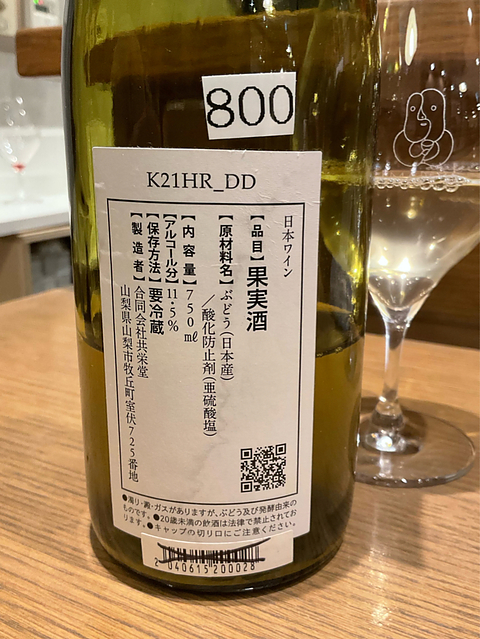 800
K21HR_DD
日本ワイン
【品目】果実酒
【原材料名】ぶどう(日本産)
／酸化防止剤(亜硫酸塩)
【内容量】750ml
【アルコール分】11.5%
【保存方法】要冷蔵
【製造者】合同会社共栄堂
山梨県山梨市牧丘町室伏725番地
●濁り・澱・ガスがありますが、ぶどう及び発酵由来の
ものです。●20歳未満の飲酒は法律で禁止されてお
ります。●キャップの切り口にご注意ください。
2 040615 200028